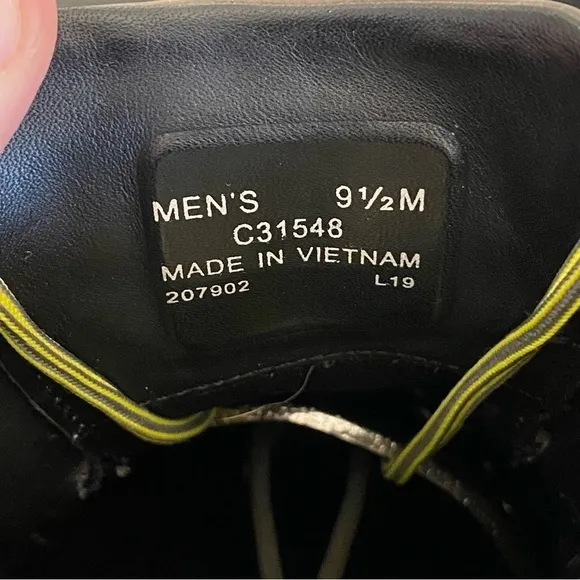 MEN'S 9½M
C31548
MADE IN VIETNAM
207902 L19